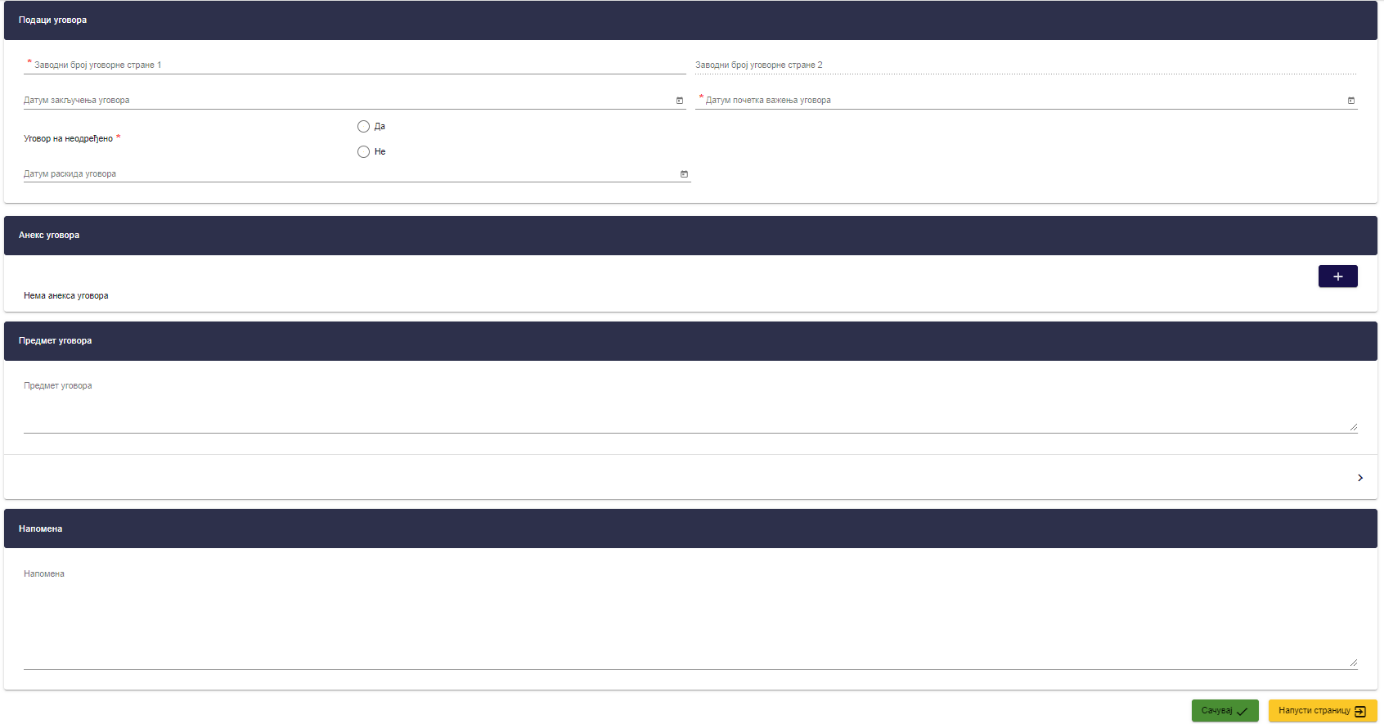 Подаци уговора
* Заводни број уговорне стране 1
Заводни број уговорне стране 2
Датум закључења уговора
* Датум почетка важења уговора
Уговор на неодређено *
Да
Не
Датум раскида уговора
Анекс уговора
Нема анекса уговора
Предмет уговора
Предмет уговора
Напомена
Напомена
Сачувај
Напусти страницу